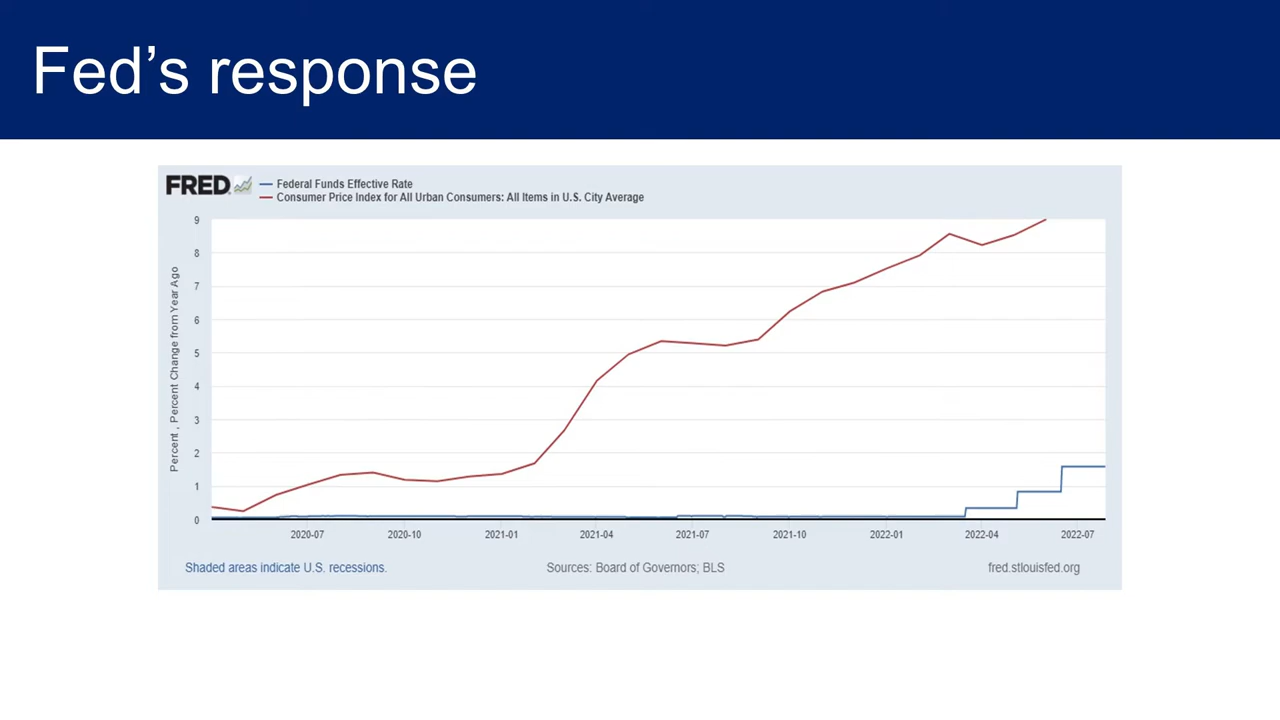 Fed’s response
FRED
Federal Funds Effective Rate
Consumer Price Index for All Urban Consumers: All Items in U.S. City Average
Percent , Percent Change from Year Ago
9
8
7
6
5
4
3
2
1
0
2020-07 2020-10 2021-01 2021-04 2021-07 2021-10 2022-01 2022-04 2022-07
Shaded areas indicate U.S. recessions. Sources: Board of Governors; BLS fred.stlouisfed.org